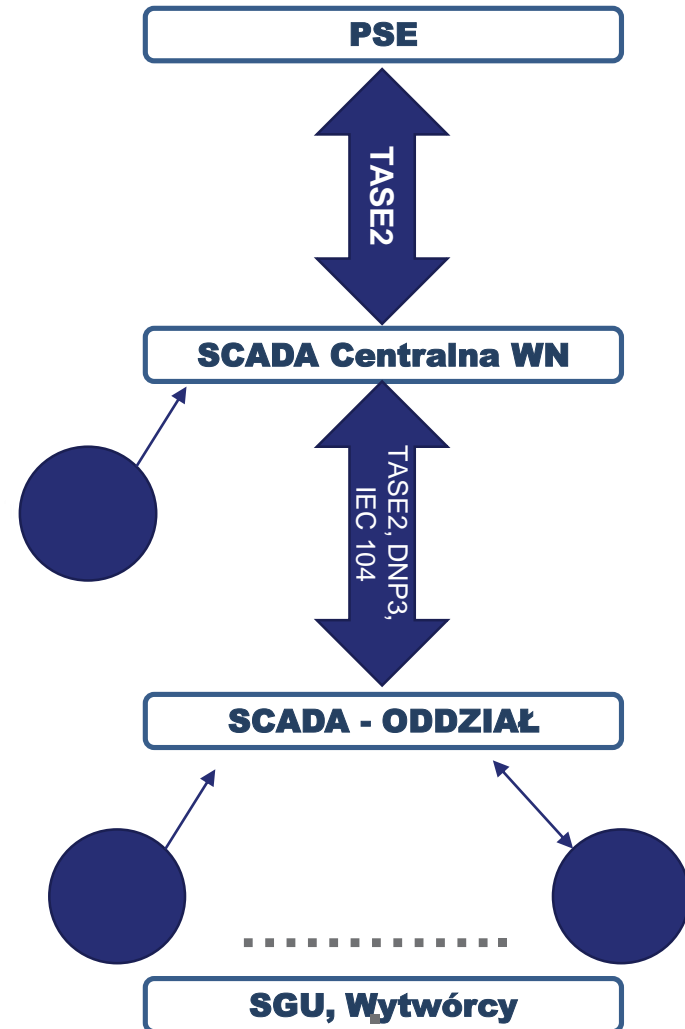 PSE
TASE2
SCADA Centralna WN
TASE2, DNP3,
IEC 104
SCADA - ODDZIAŁ
SGU, Wytwórcy